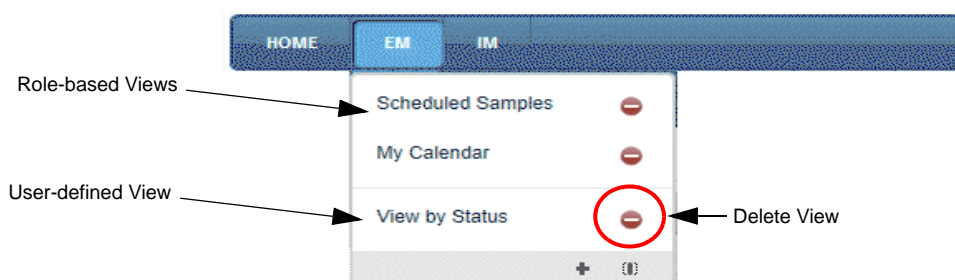 HOME EM IM
Role-based Views
Scheduled Samples
My Calendar
User-defined View
View by Status
Delete View